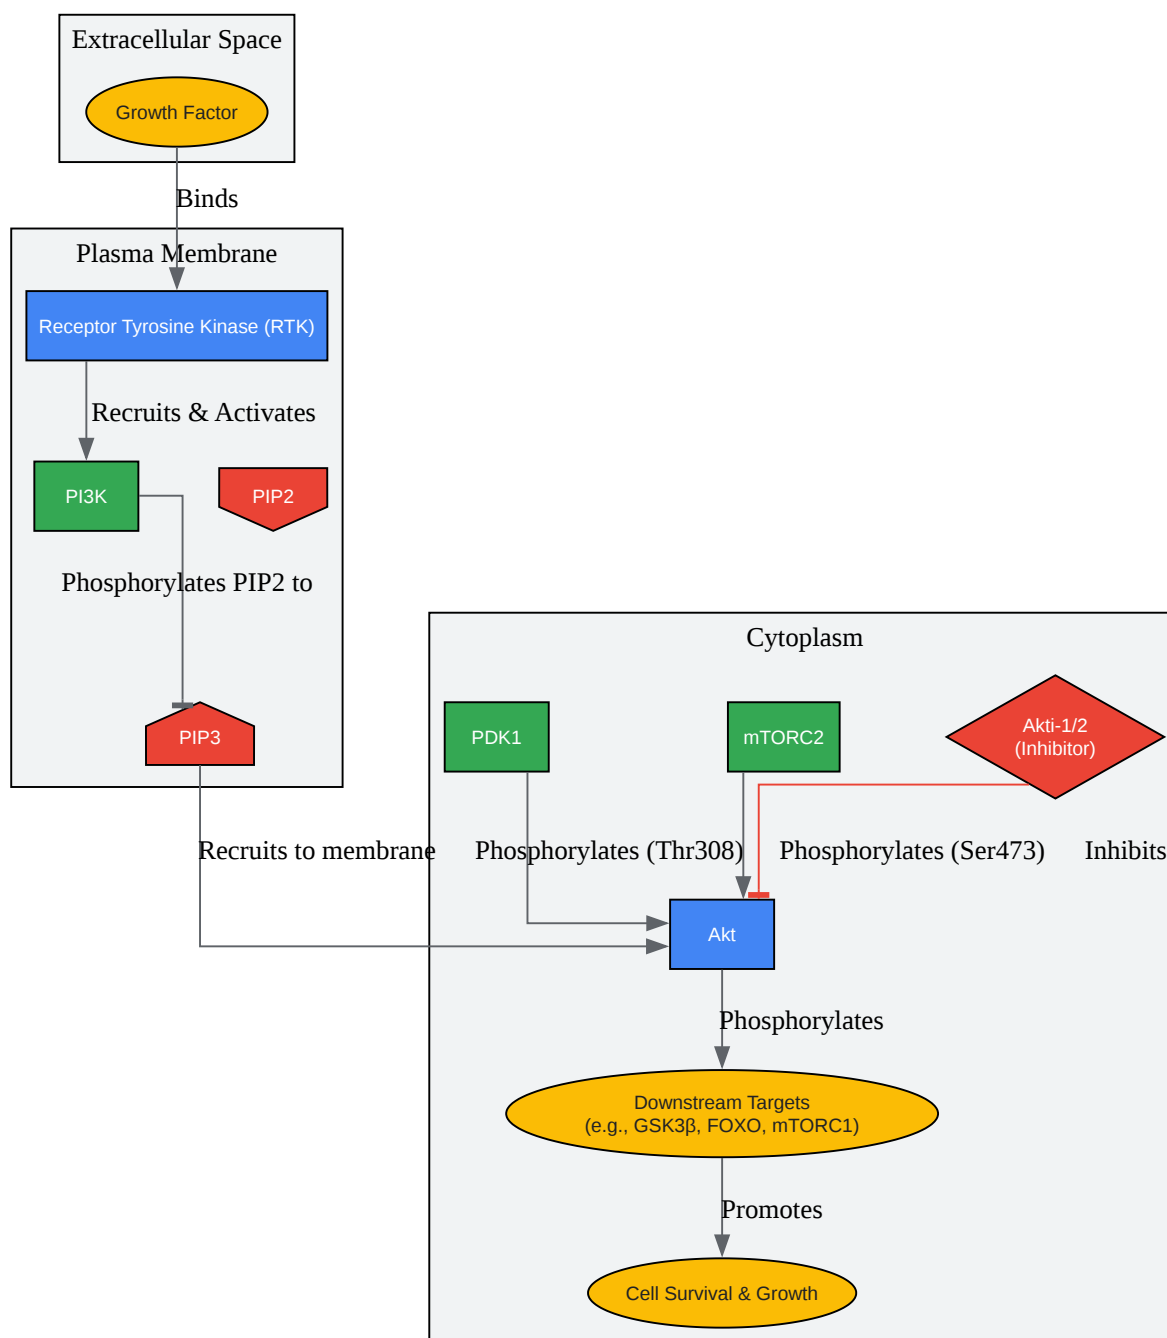 Extracellular Space
Growth Factor
Binds
Plasma Membrane
Receptor Tyrosine Kinase (RTK)
Recruits & Activates
PI3K
PIP2
Phosphorylates PIP2 to
PIP3
Cytoplasm
PDK1
mTORC2
Akti-1/2
(Inhibitor)
Recruits to membrane
Phosphorylates (Thr308)
Phosphorylates (Ser473)
Inhibits
Akt
Phosphorylates
Downstream Targets
(e.g., GSK3β, FOXO, mTORC1)
Promotes
Cell Survival & Growth